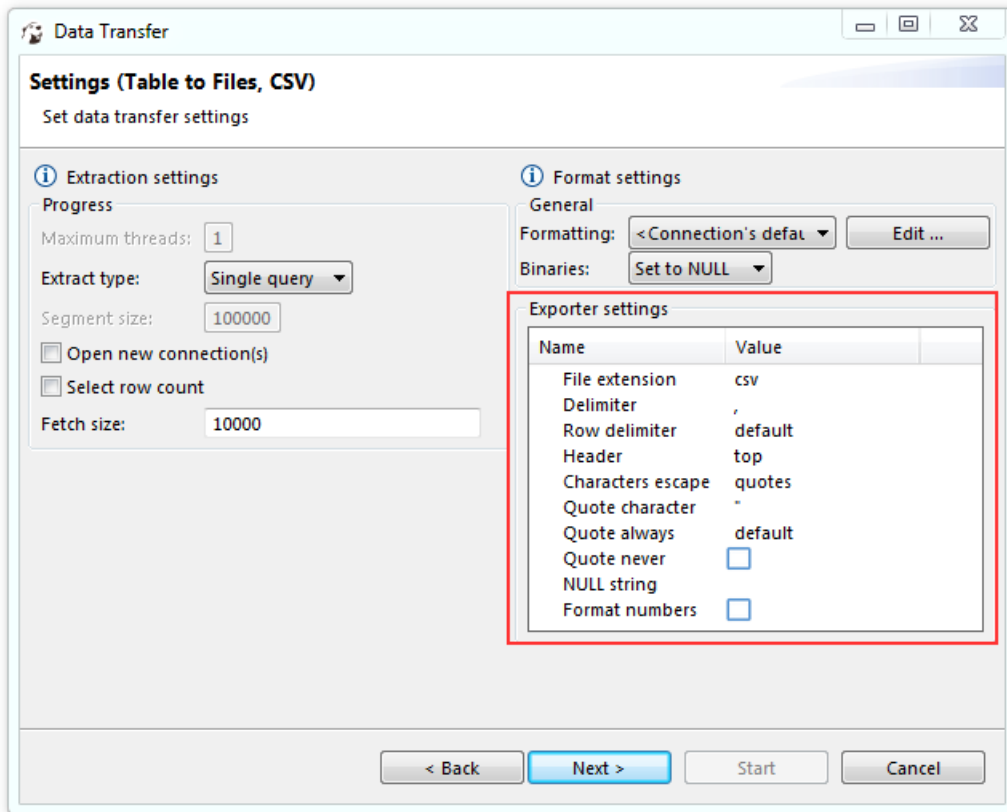 Data Transfer
Settings (Table to Files, CSV)
Set data transfer settings
Extraction settings
Progress
Maximum threads: 1
Extract type: Single query
Segment size: 100000
Open new connection(s)
Select row count
Fetch size: 10000
Format settings
General
Formatting: <Connection's defau Edit ...
Binaries: Set to NULL
Exporter settings
Name Value
File extension csv
Delimiter ,
Row delimiter default
Header top
Characters escape quotes
Quote character "
Quote always default
Quote never
NULL string
Format numbers
< Back Next > Start Cancel